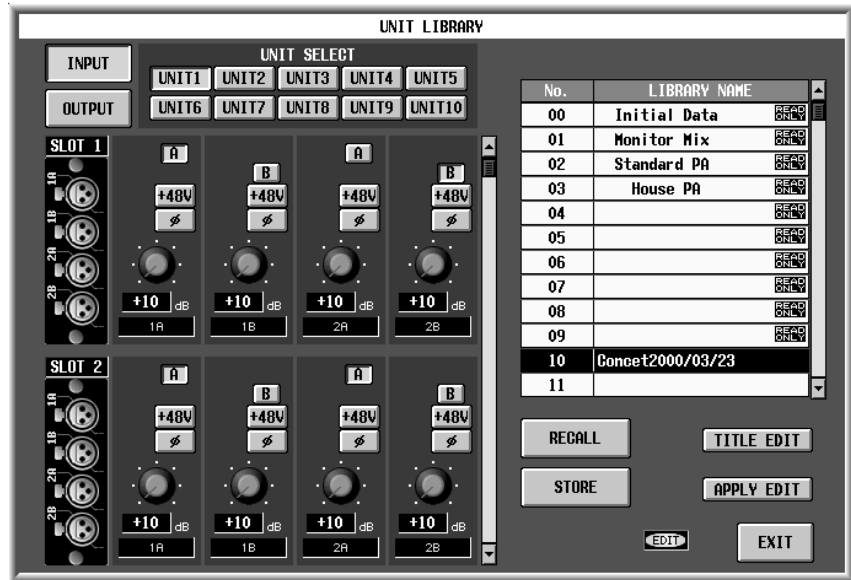 UNIT LIBRARY
INPUT
OUTPUT
UNIT SELECT
UNIT1 UNIT2 UNIT3 UNIT4 UNIT5
UNIT6 UNIT7 UNIT8 UNIT9 UNIT10
SLOT 1
1A
1B
2A
2B
A A
B B
+48V +48V +48V +48V
ø ø ø ø
+10 dB +10 dB +10 dB +10 dB
1A 1B 2A 2B
SLOT 2
1A
1B
2A
2B
A A
B B
+48V +48V +48V +48V
ø ø ø ø
+10 dB +10 dB +10 dB +10 dB
1A 1B 2A 2B
No. LIBRARY NAME
00 Initial Data READ ONLY
01 Monitor Mix READ ONLY
02 Standard PA READ ONLY
03 House PA READ ONLY
04 READ ONLY
05 READ ONLY
06 READ ONLY
07 READ ONLY
08 READ ONLY
09 READ ONLY
10 Concet2000/03/23
11
RECALL
TITLE EDIT
STORE
APPLY EDIT
EDIT
EXIT